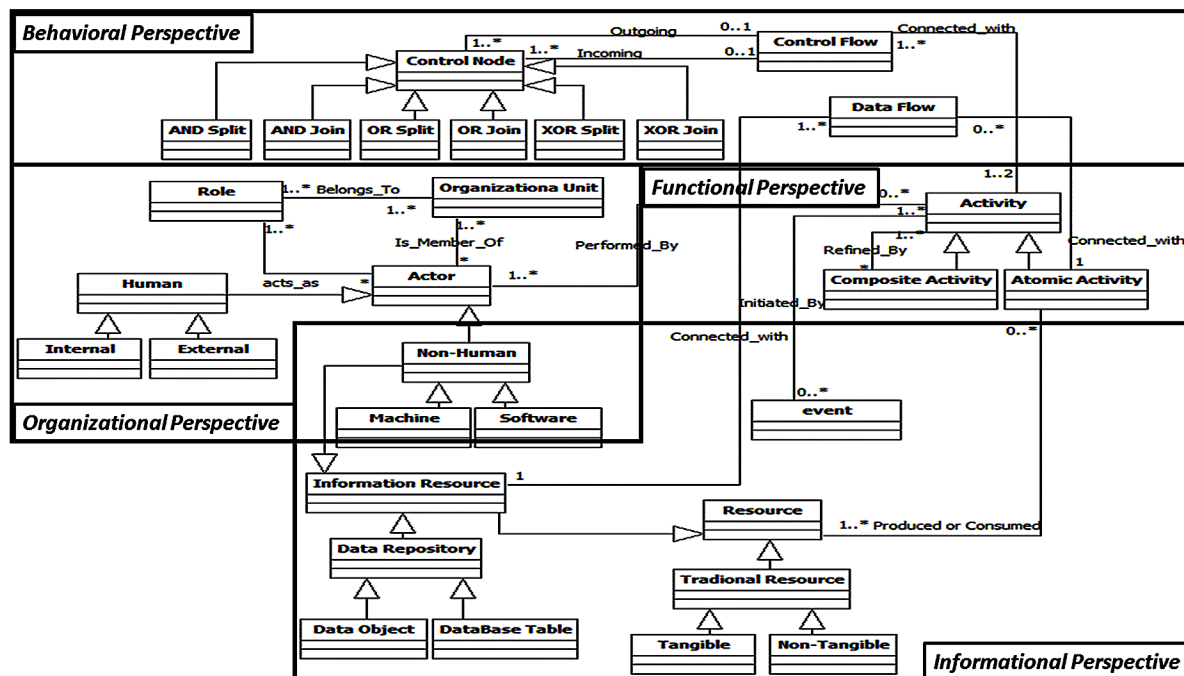 Behavioral Perspective
Outgoing
0..1
Connected_with
1..*
1..*
Incoming
0..1
Control Flow
1..*
Control Node
Data Flow
1..*
0..*
AND Split
AND Join
OR Split
OR Join
XOR Split
XOR Join
Functional Perspective
1..2
Role
1..*
Belongs_To
1..*
Organizationa Unit
0..*
1..*
Activity
1..*
1..*
Is_Member_Of
*
Performed_By
1..*
Refined_By
*
Connected_with
1
Human
acts_as
*
Actor
1..*
Composite Activity
Atomic Activity
Initiated_By
0..*
Connected_with
Internal
External
Non-Human
0..*
event
Machine
Software
Organizational Perspective
Information Resource
1
Resource
1..*
Produced or Consumed
Data Repository
Tradional Resource
Data Object
DataBase Table
Tangible
Non-Tangible
Informational Perspective